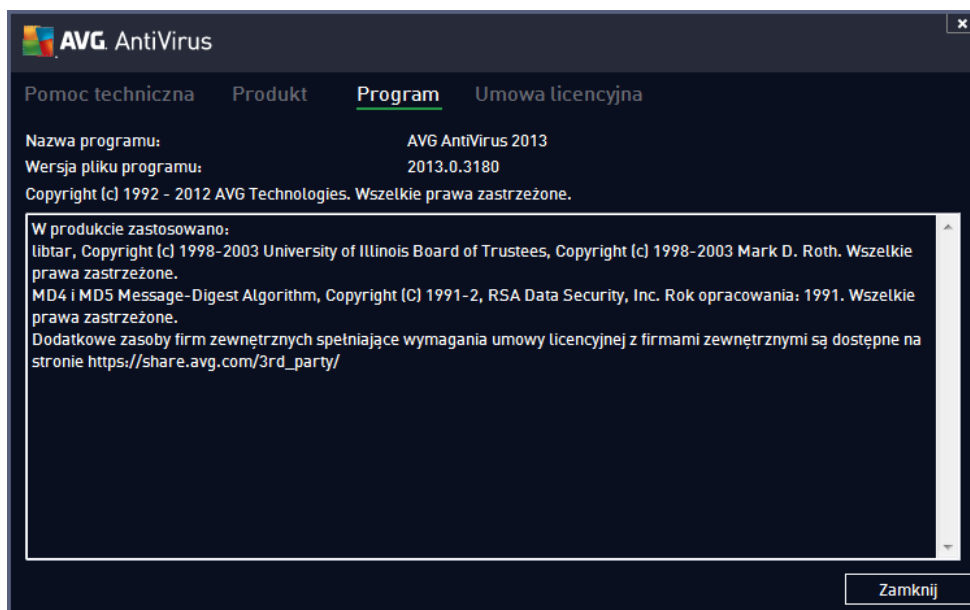 AVG. AntiVirus
Pomoc techniczna Produkt Program Umowa licencyjna
Nazwa programu: AVG AntiVirus 2013
Wersja pliku programu: 2013.0.3180
Copyright (c) 1992 - 2012 AVG Technologies. Wszelkie prawa zastrzeżone.
W produkcie zastosowano:
libtar, Copyright (c) 1998-2003 University of Illinois Board of Trustees, Copyright (c) 1998-2003 Mark D. Roth. Wszelkie
prawa zastrzeżone.
MD4 i MD5 Message-Digest Algorithm, Copyright (C) 1991-2, RSA Data Security, Inc. Rok opracowania: 1991. Wszelkie
prawa zastrzeżone.
Dodatkowe zasoby firm zewnętrznych spełniające wymagania umowy licencyjnej z firmami zewnętrznymi są dostępne na
stronie https://share.avg.com/3rd_party/
Zamknij